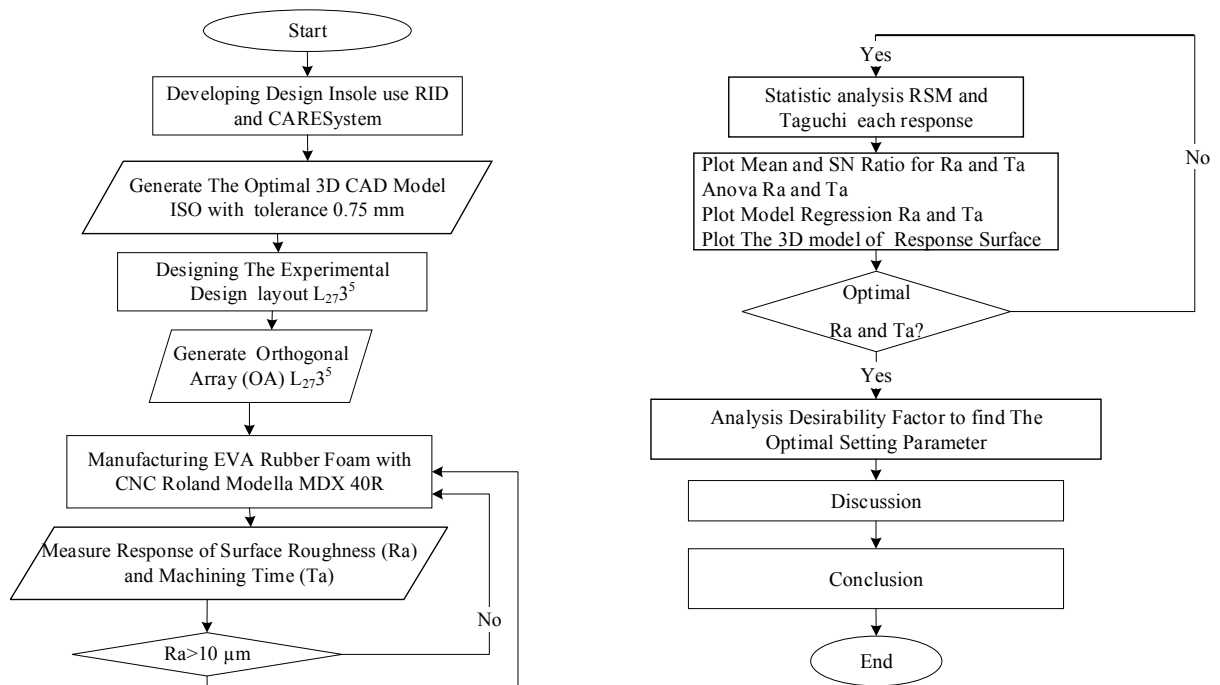 Start
Developing Design Insole use RID
and CARESystem
Generate The Optimal 3D CAD Model
ISO with tolerance 0.75 mm
Designing The Experimental
Design layout L₂₇3⁵
Generate Orthogonal
Array (OA) L₂₇3⁵
Manufacturing EVA Rubber Foam with
CNC Roland Modella MDX 40R
Measure Response of Surface Roughness (Ra)
and Machining Time (Ta)
No
Ra>10 µm
Yes
Statistic analysis RSM and
Taguchi each response
No
Plot Mean and SN Ratio for Ra and Ta
Anova Ra and Ta
Plot Model Regression Ra and Ta
Plot The 3D model of Response Surface
Optimal
Ra and Ta?
Yes
Analysis Desirability Factor to find The
Optimal Setting Parameter
Discussion
Conclusion
End